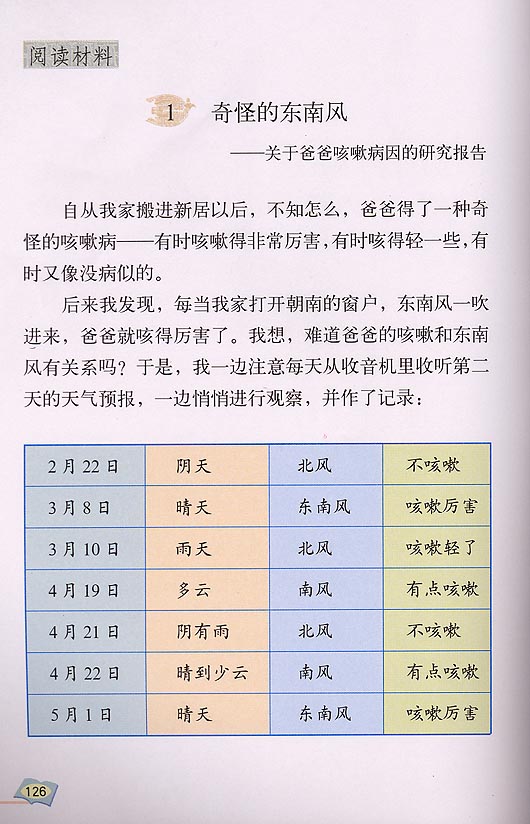 阅读材料
1 奇怪的东南风
——关于爸爸咳嗽病因的研究报告
自从我家搬进新居以后，不知怎么，爸爸得了一种奇
怪的咳嗽病——有时咳嗽得非常厉害，有时咳得轻一些，有
时又像没病似的。
后来我发现，每当我家打开朝南的窗户，东南风一吹
进来，爸爸就咳得厉害了。我想，难道爸爸的咳嗽和东南
风有关系吗？于是，我一边注意每天从收音机里收听第二
天的天气预报，一边悄悄进行观察，并作了记录：
2月22日 阴天 北风 不咳嗽
3月8日 晴天 东南风 咳嗽厉害
3月10日 雨天 北风 咳嗽轻了
4月19日 多云 南风 有点咳嗽
4月21日 阴有雨 北风 不咳嗽
4月22日 晴到少云 南风 有点咳嗽
5月1日 晴天 东南风 咳嗽厉害
126